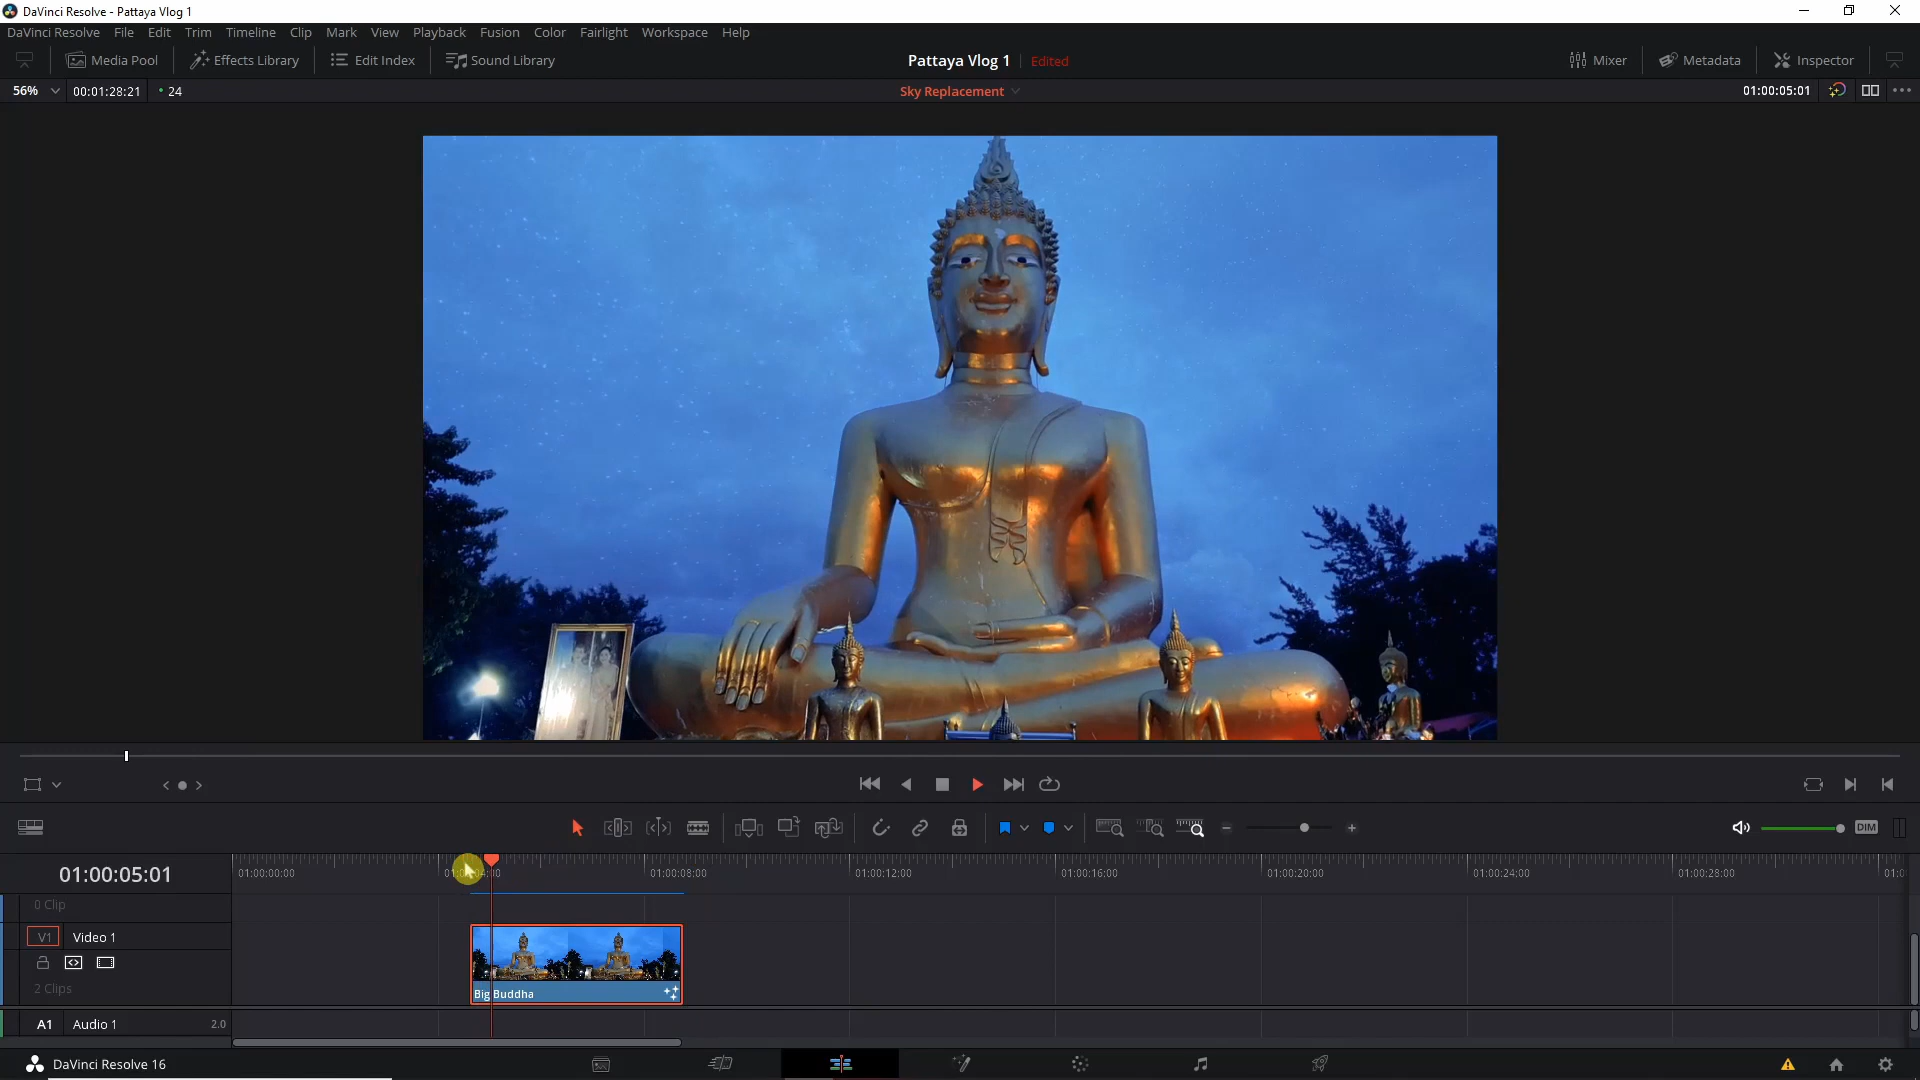 DaVinci Resolve - Pattaya Vlog 1
DaVinci Resolve File Edit Trim Timeline Clip Mark View Playback Fusion Color Fairlight Workspace Help
Media Pool Effects Library Edit Index Sound Library Pattaya Vlog 1 Edited Mixer Metadata Inspector
56% 00:01:28:21 24 Sky Replacement 01:00:05:01
DIM
01:00:05:01 01:00:00:00 01:00:08:00 01:00:12:00 01:00:16:00 01:00:20:00 01:00:24:00 01:00:28:00
0 Clip
V1 Video 1
2 Clips
Big Buddha
A1 Audio 1 2.0
DaVinci Resolve 16